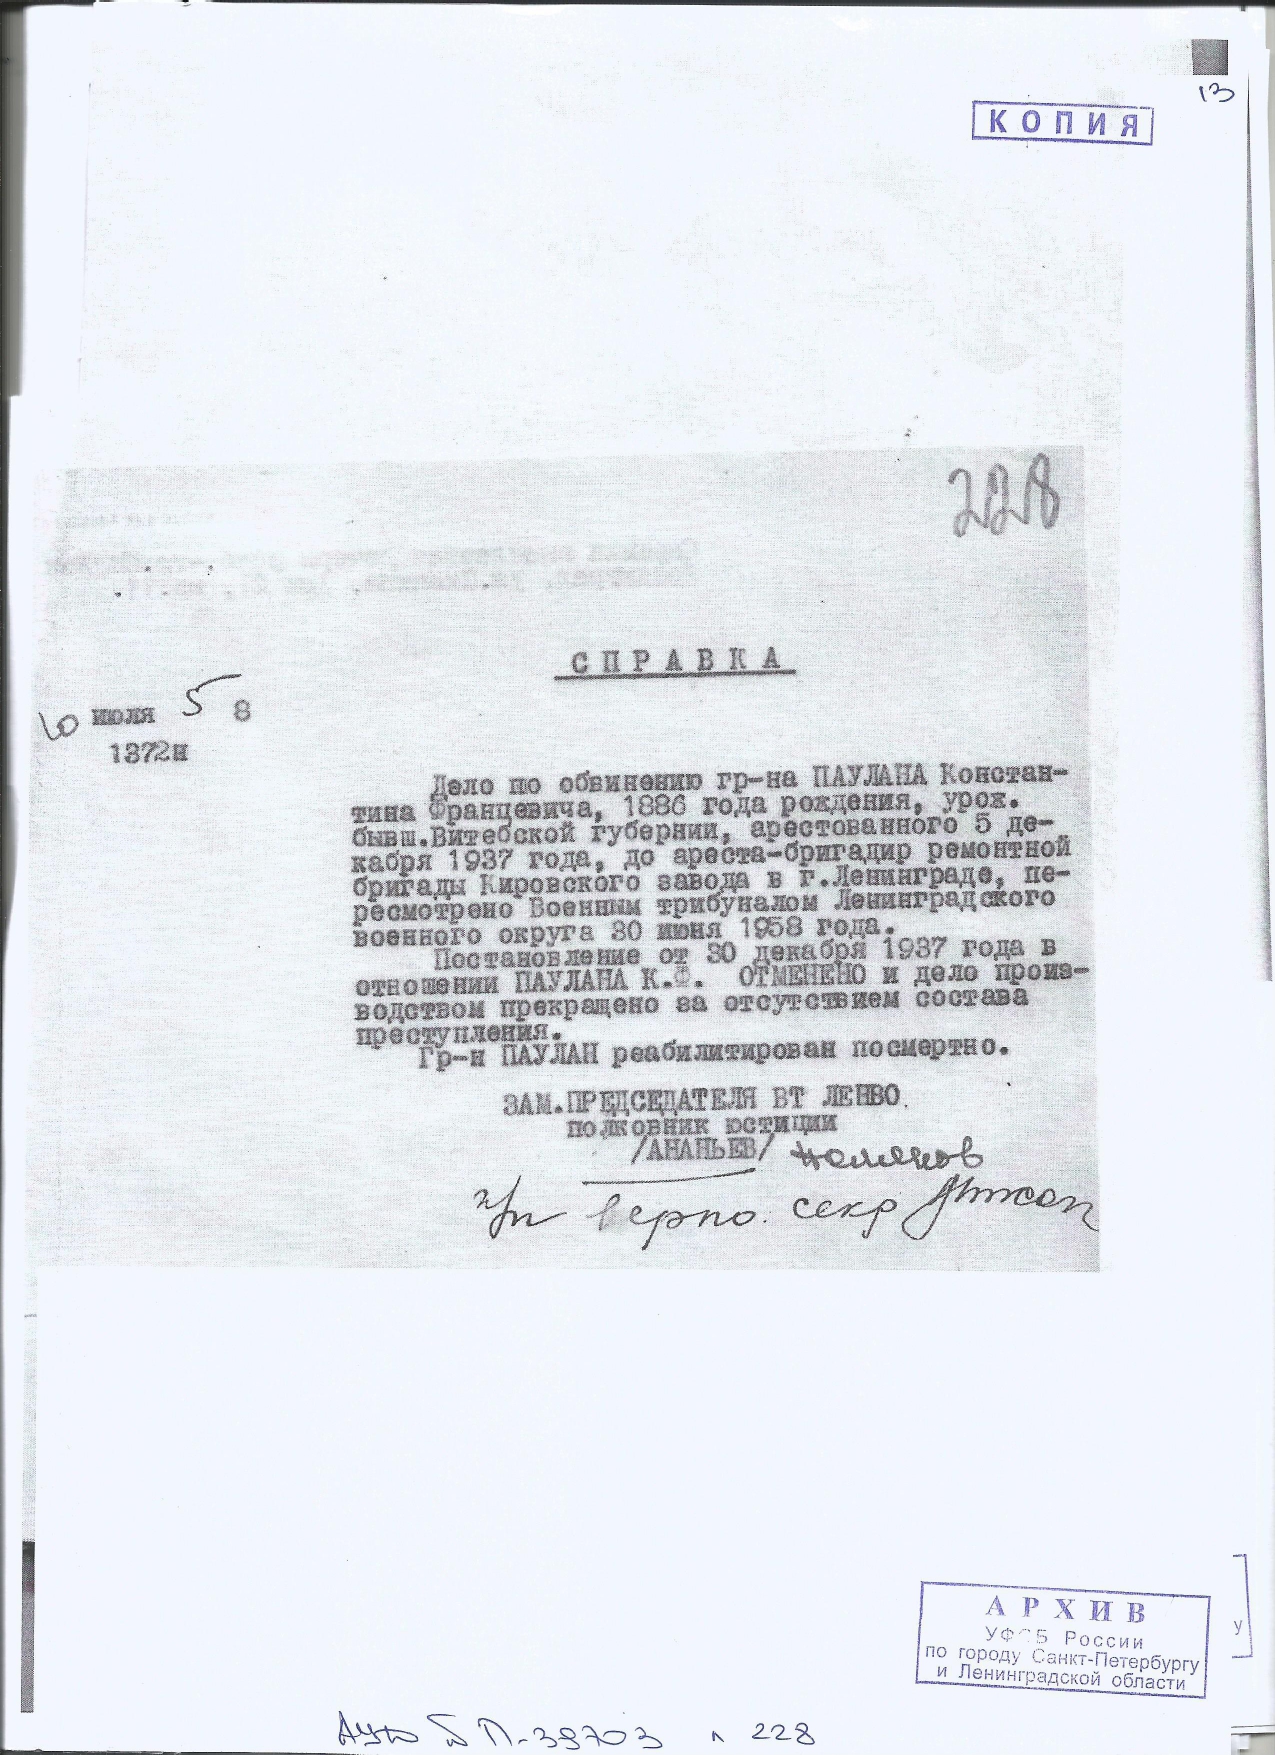 13
КОПИЯ
228
СПРАВКА
10 июля 58
1372н
Дело по обвинению гр-на ПАУЛАНА Констан-
тина Францевича, 1886 года рождения, урож.
бывш.Витебской губернии, арестованного 5 де-
кабря 1937 года, до ареста-бригадир ремонтной
бригады Кировского завода в г.Ленинграде, пе-
ресмотрено Военным трибуналом Ленинградского
военного округа 30 июня 1958 года.
Постановление от 30 декабря 1937 года в
отношении ПАУЛАНА К.Ф. ОТМЕНЕНО и дело произ-
водством прекращено за отсутствием состава
преступления.
Гр-н ПАУЛАН реабилитирован посмертно.
ЗАМ.ПРЕДСЕДАТЕЛЯ ВТ ЛЕНВО
полковник юстиции
/АНАНЬЕВ/
верно. секр
АРХИВ
УФСБ России
по городу Санкт-Петербургу
и Ленинградской области
У
П-39703 л 228